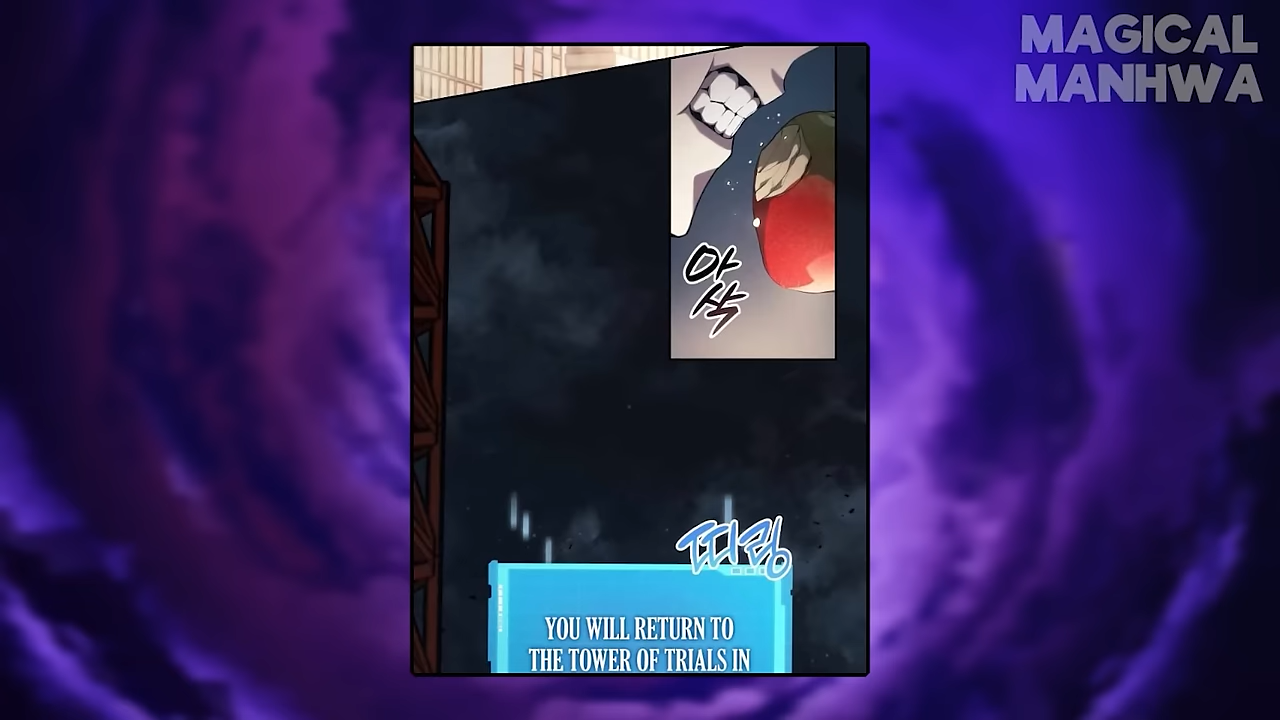 MAGICAL
MANHWA
아
삭
띠링
YOU WILL RETURN TO
THE TOWER OF TRIALS IN